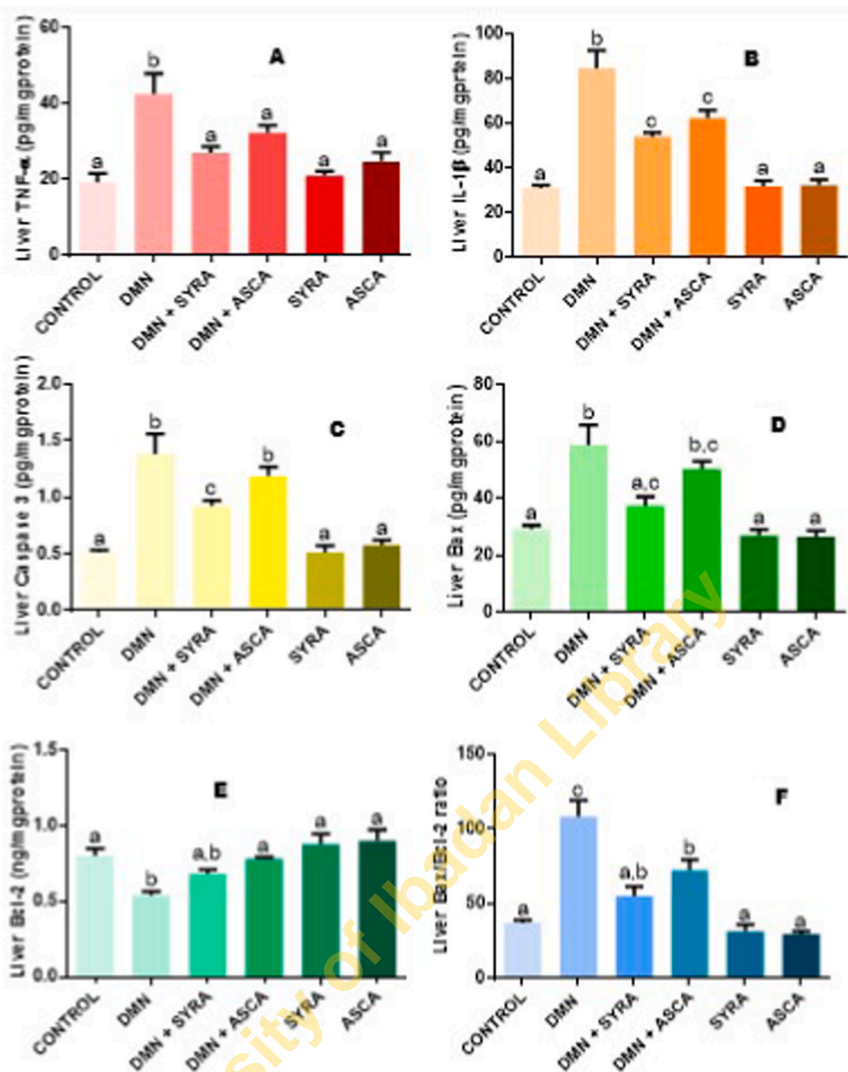 Liver TNF-α (pg/mgprotein)
60
40
20
0
A
a
b
a
a
a
a
CONTROL
DMN
DMN + SYRA
DMN + ASCA
SYRA
ASCA
Liver IL-1β (pg/mgprtein)
100
80
60
40
20
0
B
a
b
c
c
a
a
CONTROL
DMN
DMN + SYRA
DMN + ASCA
SYRA
ASCA
Liver Caspase 3 (pg/mgprotein)
2.0
1.5
1.0
0.5
0.0
C
a
b
c
b
a
a
CONTROL
DMN
DMN + SYRA
DMN + ASCA
SYRA
ASCA
Liver Bax (pg/mgprotein)
80
60
40
20
0
D
a
b
a,c
b,c
a
a
CONTROL
DMN
DMN + SYRA
DMN + ASCA
SYRA
ASCA
Liver Bcl-2 (ng/mgprotein)
1.5
1.0
0.5
0.0
E
a
b
a,b
a
a
a
CONTROL
DMN
DMN + SYRA
DMN + ASCA
SYRA
ASCA
Liver Bax/Bcl-2 ratio
150
100
50
0
F
a
c
a,b
b
a
a
CONTROL
DMN
DMN + SYRA
DMN + ASCA
SYRA
ASCA
sity of Ibadan Library